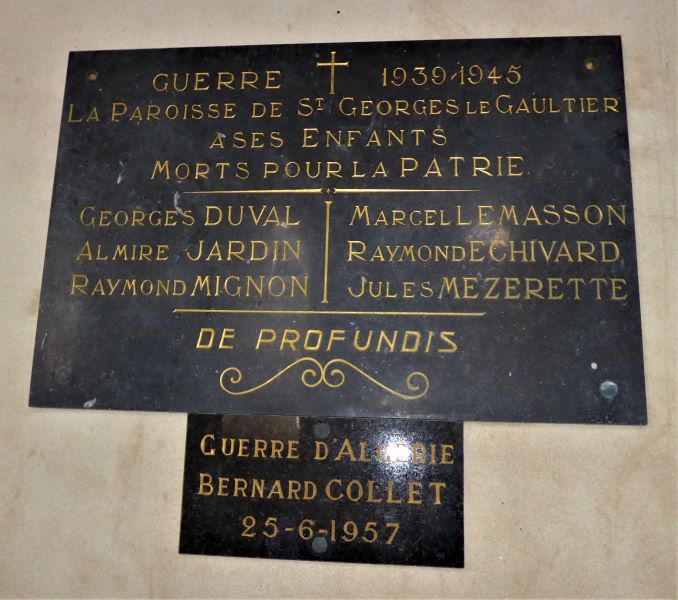 GUERRE 1939-1945
LA PAROISSE DE ST GEORGES LE GAULTIER
A SES ENFANTS
MORTS POUR LA PATRIE
GEORGES DUVAL MARCEL LEMASSON
ALMIRE JARDIN RAYMOND ECHIVARD
RAYMOND MIGNON JULES MEZERETTE
DE PROFUNDIS
GUERRE D'ALGERIE
BERNARD COLLET
25-6-1957